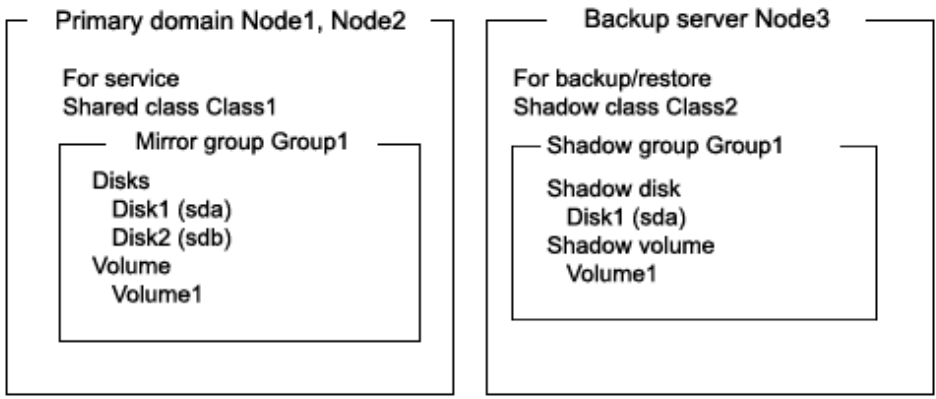 Primary domain Node1, Node2
For service
Shared class Class1
Mirror group Group1
Disks
Disk1 (sda)
Disk2 (sdb)
Volume
Volume1
Backup server Node3
For backup/restore
Shadow class Class2
Shadow group Group1
Shadow disk
Disk1 (sda)
Shadow volume
Volume1